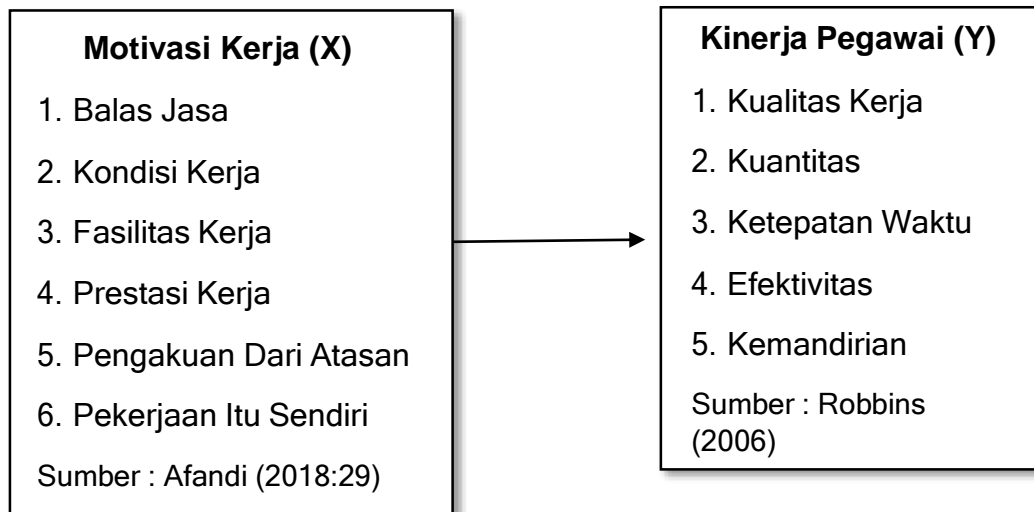 Motivasi Kerja (X)
1. Balas Jasa
2. Kondisi Kerja
3. Fasilitas Kerja
4. Prestasi Kerja
5. Pengakuan Dari Atasan
6. Pekerjaan Itu Sendiri
Sumber : Afandi (2018:29)
Kinerja Pegawai (Y)
1. Kualitas Kerja
2. Kuantitas
3. Ketepatan Waktu
4. Efektivitas
5. Kemandirian
Sumber : Robbins
(2006)